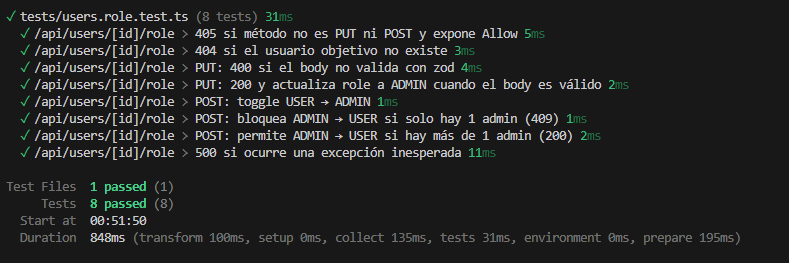 ✓ tests/users.role.test.ts (8 tests) 31ms
✓ /api/users/[id]/role > 405 si método no es PUT ni POST y expone Allow 5ms
✓ /api/users/[id]/role > 404 si el usuario objetivo no existe 3ms
✓ /api/users/[id]/role > PUT: 400 si el body no valida con zod 4ms
✓ /api/users/[id]/role > PUT: 200 y actualiza role a ADMIN cuando el body es válido 2ms
✓ /api/users/[id]/role > POST: toggle USER → ADMIN 1ms
✓ /api/users/[id]/role > POST: bloquea ADMIN → USER si solo hay 1 admin (409) 1ms
✓ /api/users/[id]/role > POST: permite ADMIN → USER si hay más de 1 admin (200) 2ms
✓ /api/users/[id]/role > 500 si ocurre una excepción inesperada 11ms
Test Files 1 passed (1)
Tests 8 passed (8)
Start at 00:51:50
Duration 848ms (transform 100ms, setup 0ms, collect 135ms, tests 31ms, environment 0ms, prepare 195ms)